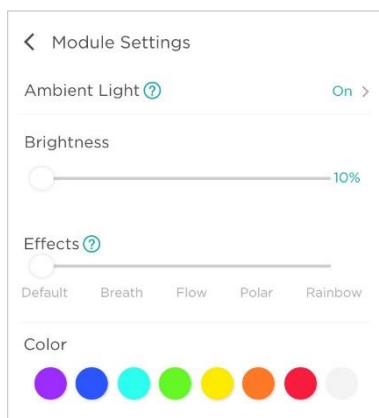 Module Settings
Ambient Light ? On >
Brightness
10%
Effects ?
Default Breath Flow Polar Rainbow
Color